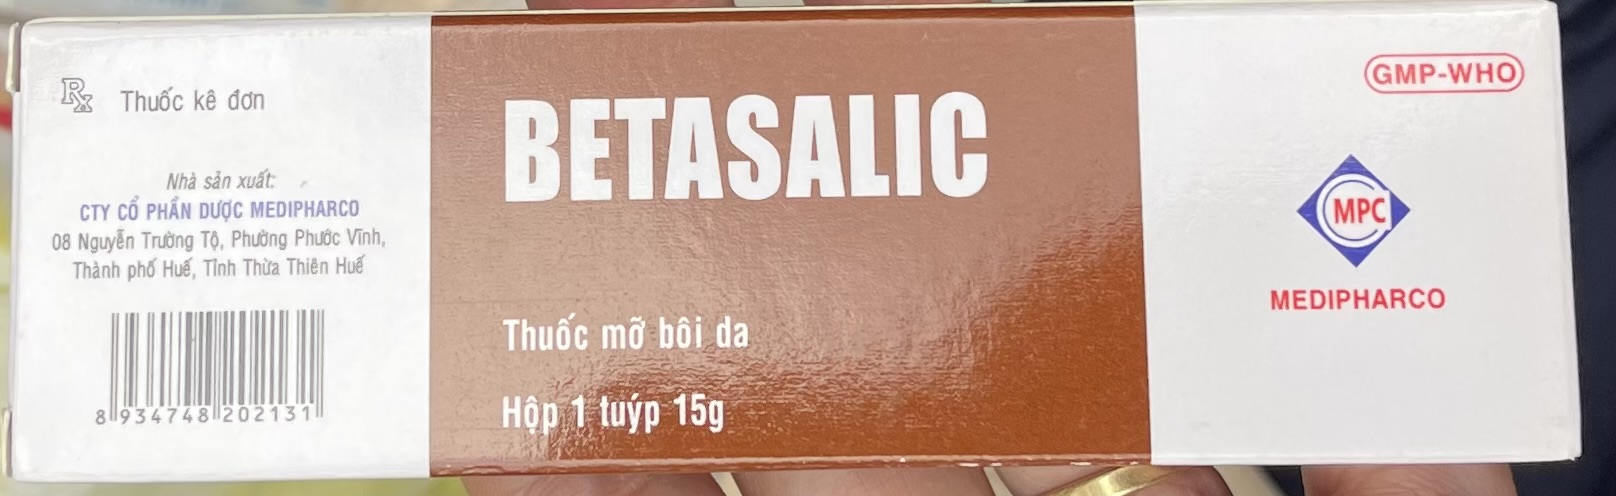 Rx Thuốc kê đơn
Nhà sản xuất:
CTY CỔ PHẦN DƯỢC MEDIPHARCO
08 Nguyễn Trường Tộ, Phường Phước Vĩnh,
Thành phố Huế, Tỉnh Thừa Thiên Huế
8 934748 202131
BETASALIC
Thuốc mỡ bôi da
Hộp 1 tuýp 15g
GMP-WHO
MPC
MEDIPHARCO